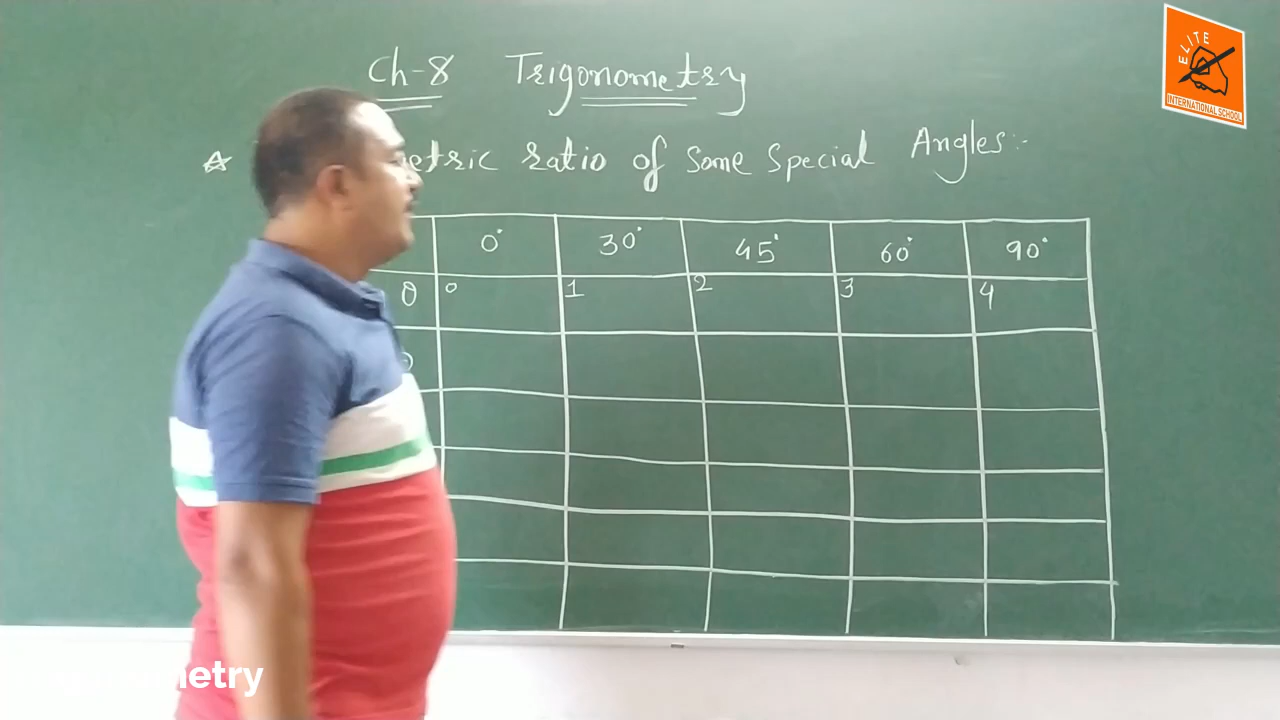 Ch-8 Trigonometry
etric ratio of Some Special Angles:-
0° 30° 45° 60° 90°
θ 0 1 2 3 4
θ
ELITE
INTERNATIONAL SCHOOL
metry